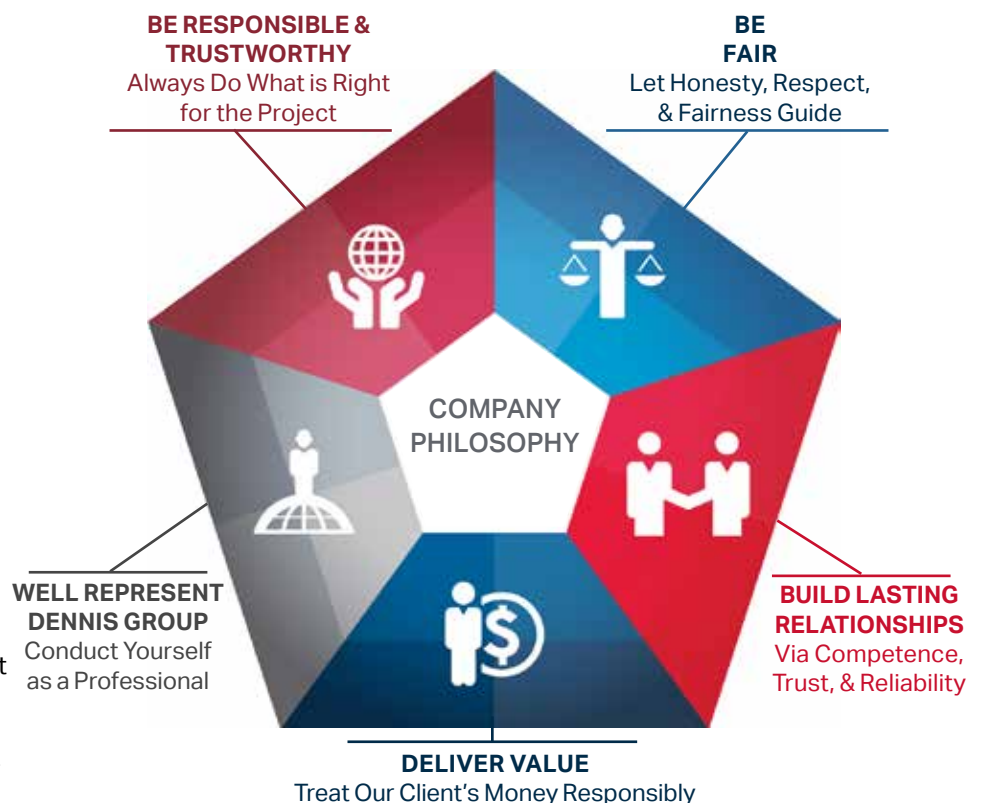 BE RESPONSIBLE &
TRUSTWORTHY
Always Do What is Right
for the Project
BE
FAIR
Let Honesty, Respect,
& Fairness Guide
COMPANY
PHILOSOPHY
$
WELL REPRESENT
DENNIS GROUP
Conduct Yourself
as a Professional
t
BUILD LASTING
RELATIONSHIPS
Via Competence,
Trust, & Reliability
DELIVER VALUE
Treat Our Client's Money Responsibly